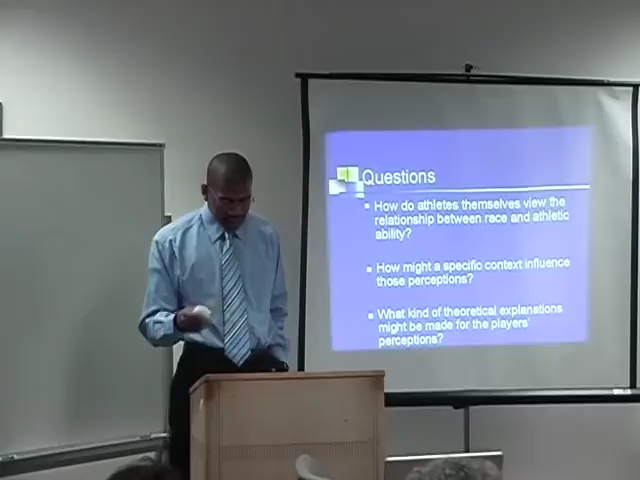 Questions
How do athletes themselves view the
relationship between race and athletic
ability?
How might a specific context influence
those perceptions?
What kind of theoretical explanations
might be made for the players'
perceptions?